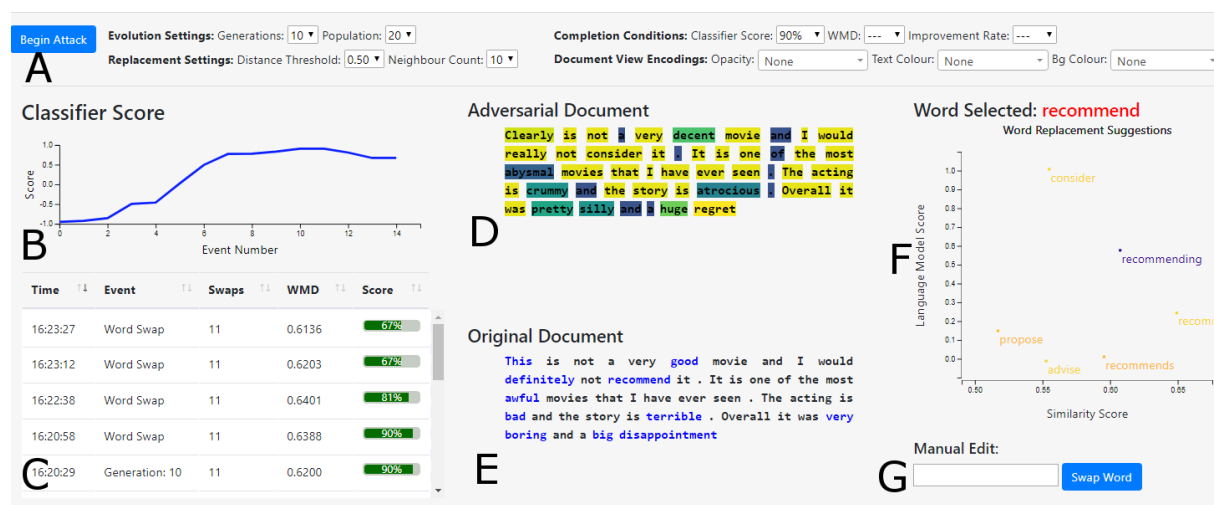 Begin Attack
Evolution Settings: Generations: 10 Population: 20
Completion Conditions: Classifier Score: 90% WMD: --- Improvement Rate: ---
Replacement Settings: Distance Threshold: 0.50 Neighbour Count: 10
Document View Encodings: Opacity: None Text Colour: None Bg Colour: None
A
Classifier Score
1.0
0.5
0.0
-0.5
-1.0
Score
0 2 4 6 8 10 12 14
Event Number
B
Time Event Swaps WMD Score
16:23:27 Word Swap 11 0.6136 67%
16:23:12 Word Swap 11 0.6203 67%
16:22:38 Word Swap 11 0.6401 81%
16:20:58 Word Swap 11 0.6388 90%
16:20:29 Generation: 10 11 0.6200 90%
C
Adversarial Document
Clearly is not a very decent movie and I would
really not consider it . It is one of the most
abysmal movies that I have ever seen . The acting
is crummy and the story is atrocious . Overall it
was pretty silly and a huge regret
D
Original Document
This is not a very good movie and I would
definitely not recommend it . It is one of the most
awful movies that I have ever seen . The acting is
bad and the story is terrible . Overall it was very
boring and a big disappointment
E
Word Selected: recommend
Word Replacement Suggestions
1.0
0.9
0.8
0.7
0.6
0.5
0.4
0.3
0.2
0.1
0.0
Language Model Score
consider
recommending
recom
propose
advise
recommends
0.50 0.55 0.60 0.65
Similarity Score
F
Manual Edit:
Swap Word
G